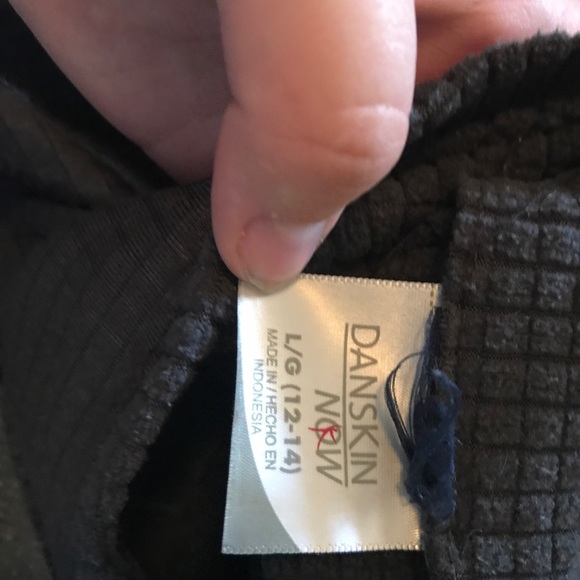 DANSKIN
NOW
L/G (12-14)
MADE IN / HECHO EN
INDONESIA